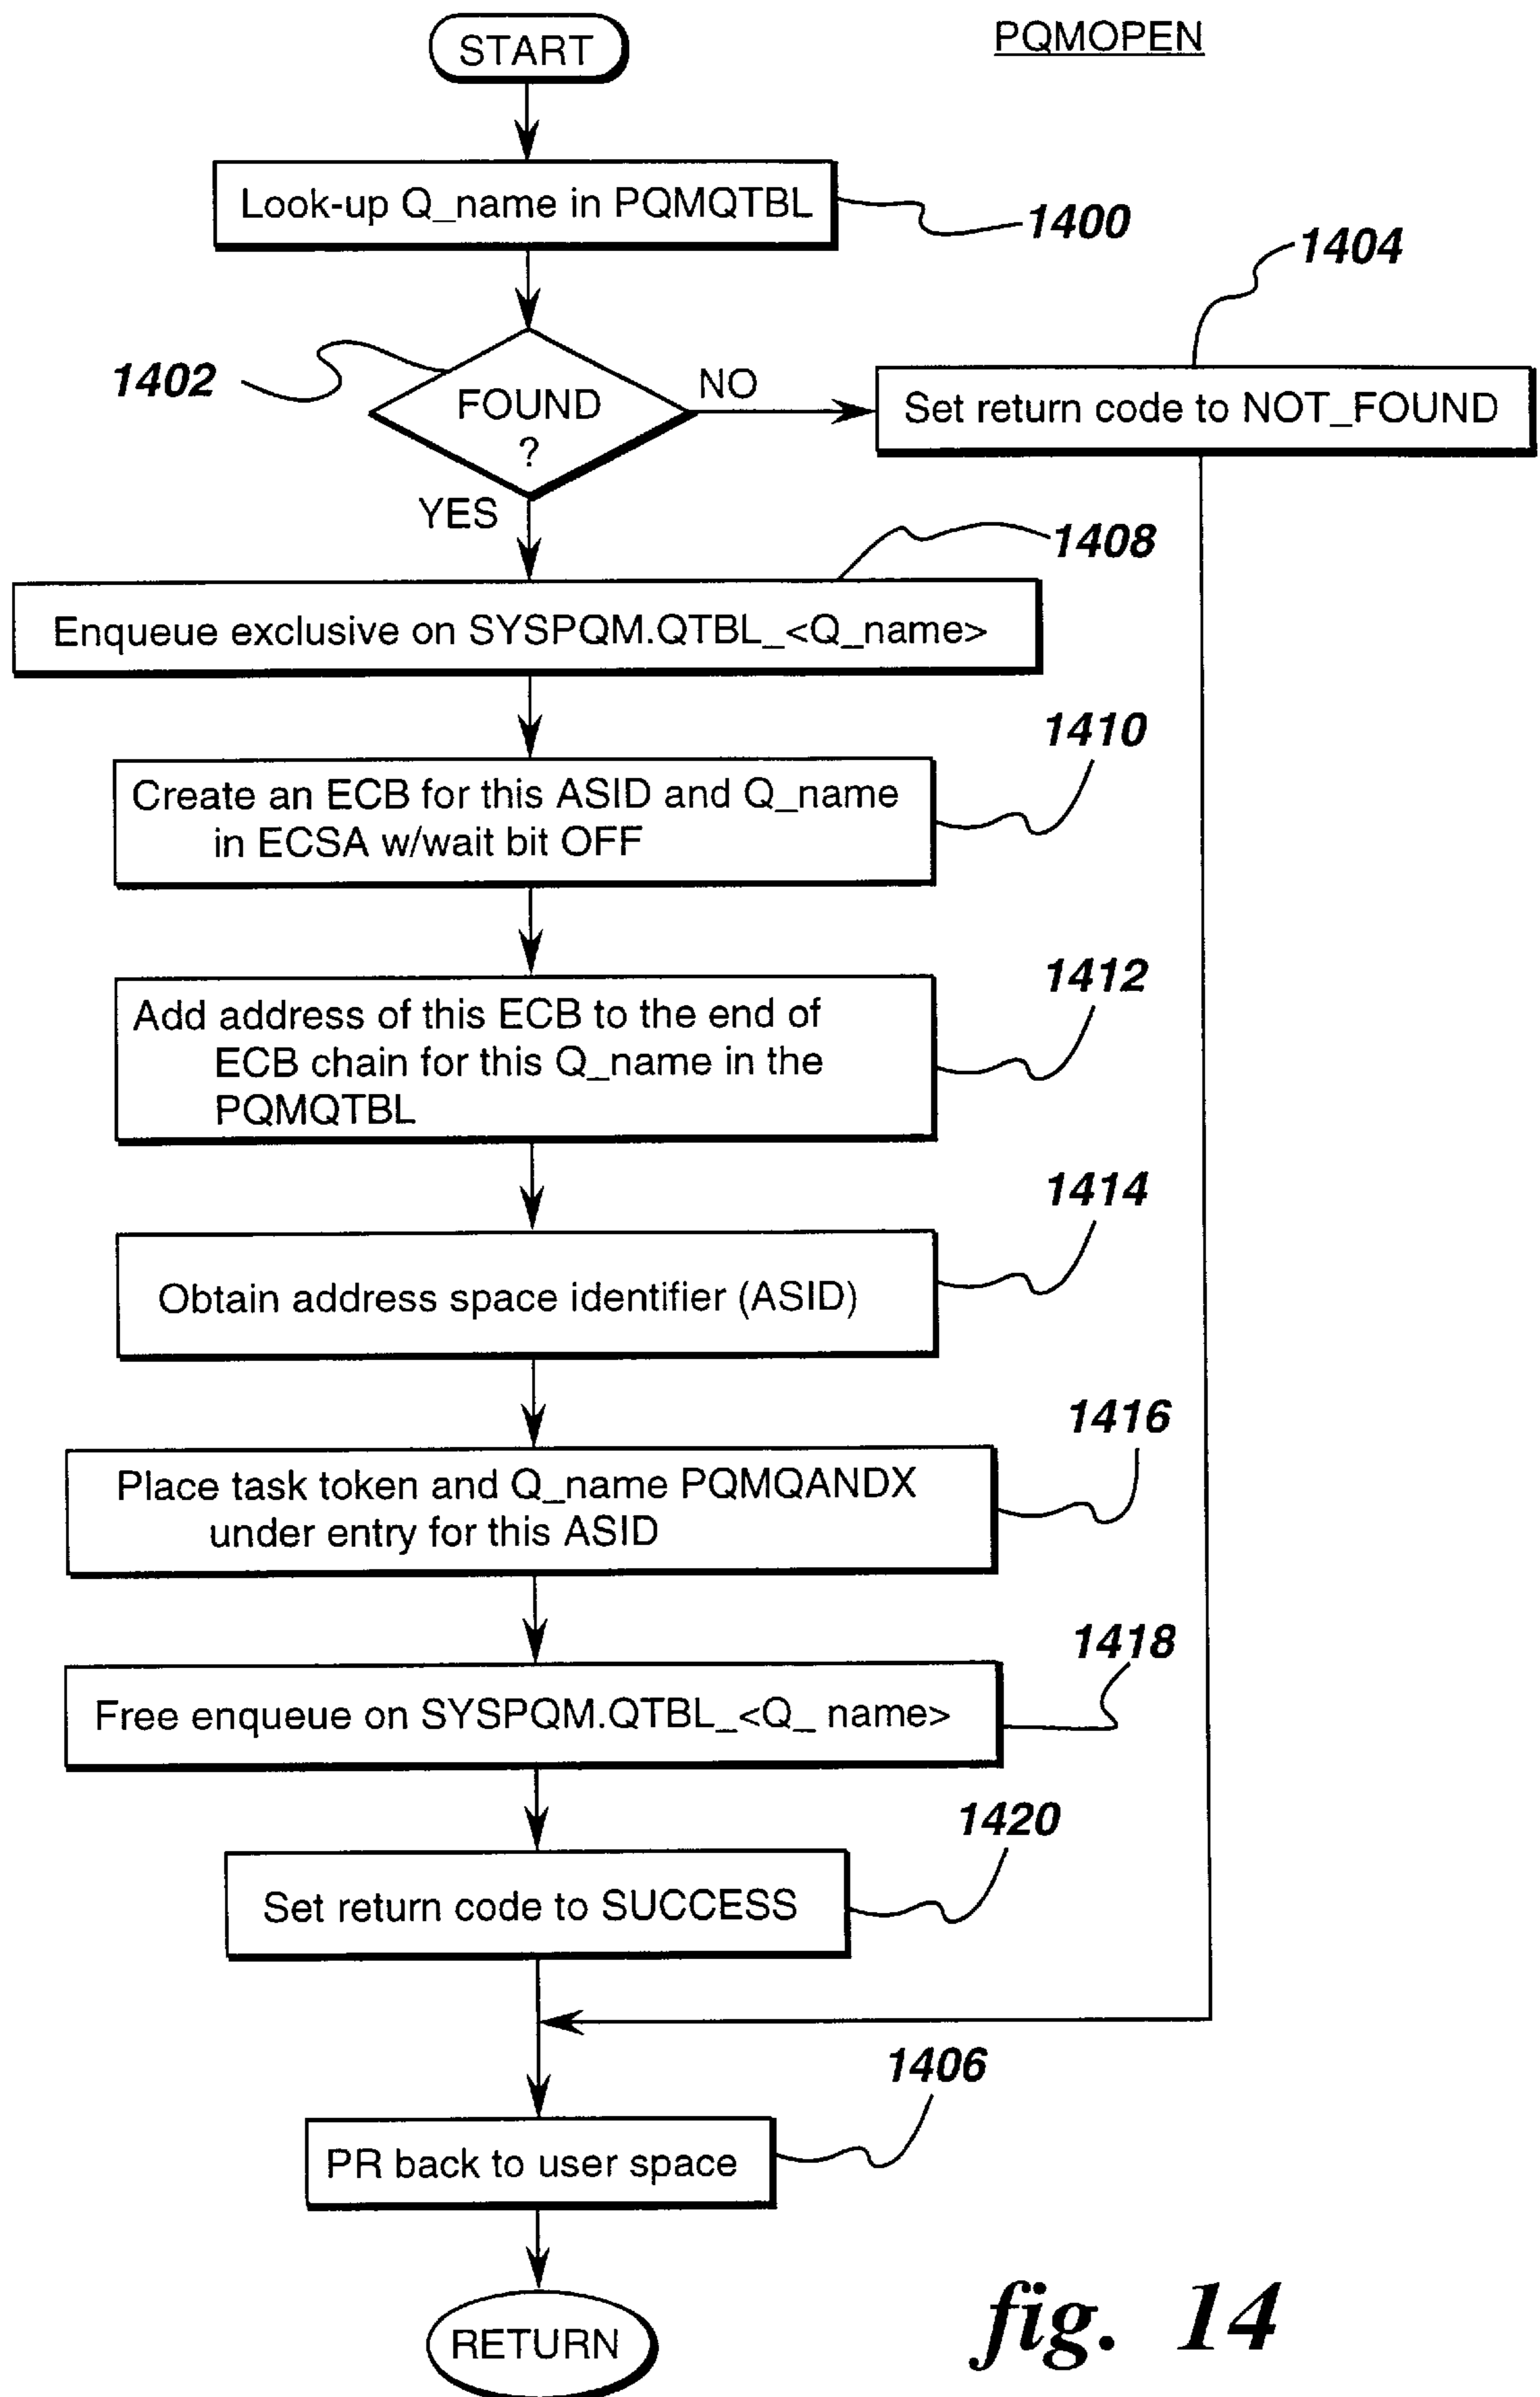 START
PQMOPEN
Look-up Q_name in PQMQTBL
1400
1404
1402
FOUND
?
NO
Set return code to NOT_FOUND
YES
1408
Enqueue exclusive on SYSPQM.QTBL_<Q_name>
1410
Create an ECB for this ASID and Q_name
in ECSA w/wait bit OFF
1412
Add address of this ECB to the end of
ECB chain for this Q_name in the
PQMQTBL
1414
Obtain address space identifier (ASID)
1416
Place task token and Q_name PQMQANDX
under entry for this ASID
1418
Free enqueue on SYSPQM.QTBL_<Q_ name>
1420
Set return code to SUCCESS
1406
PR back to user space
RETURN
fig. 14